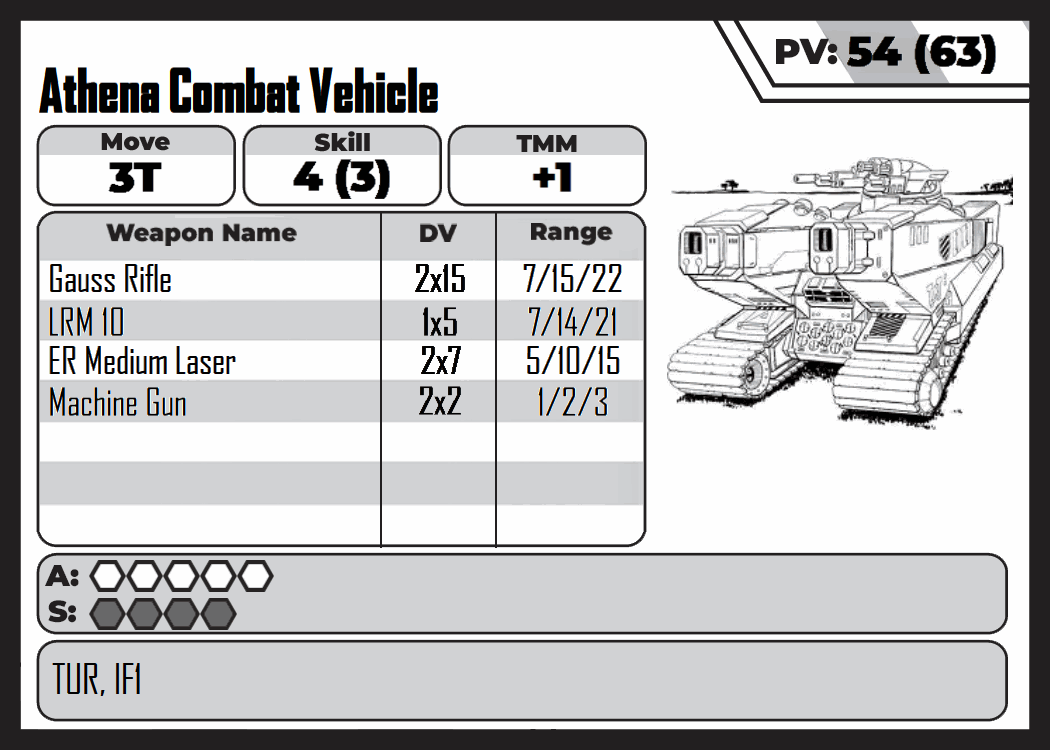 PV: 54 (63)
Athena Combat Vehicle
Move Skill TMM
3T 4 (3) +1
Weapon Name DV Range
Gauss Rifle 2x15 7/15/22
LRM 10 1x5 7/14/21
ER Medium Laser 2x7 5/10/15
Machine Gun 2x2 1/2/3
A:
S:
TUR, IF1